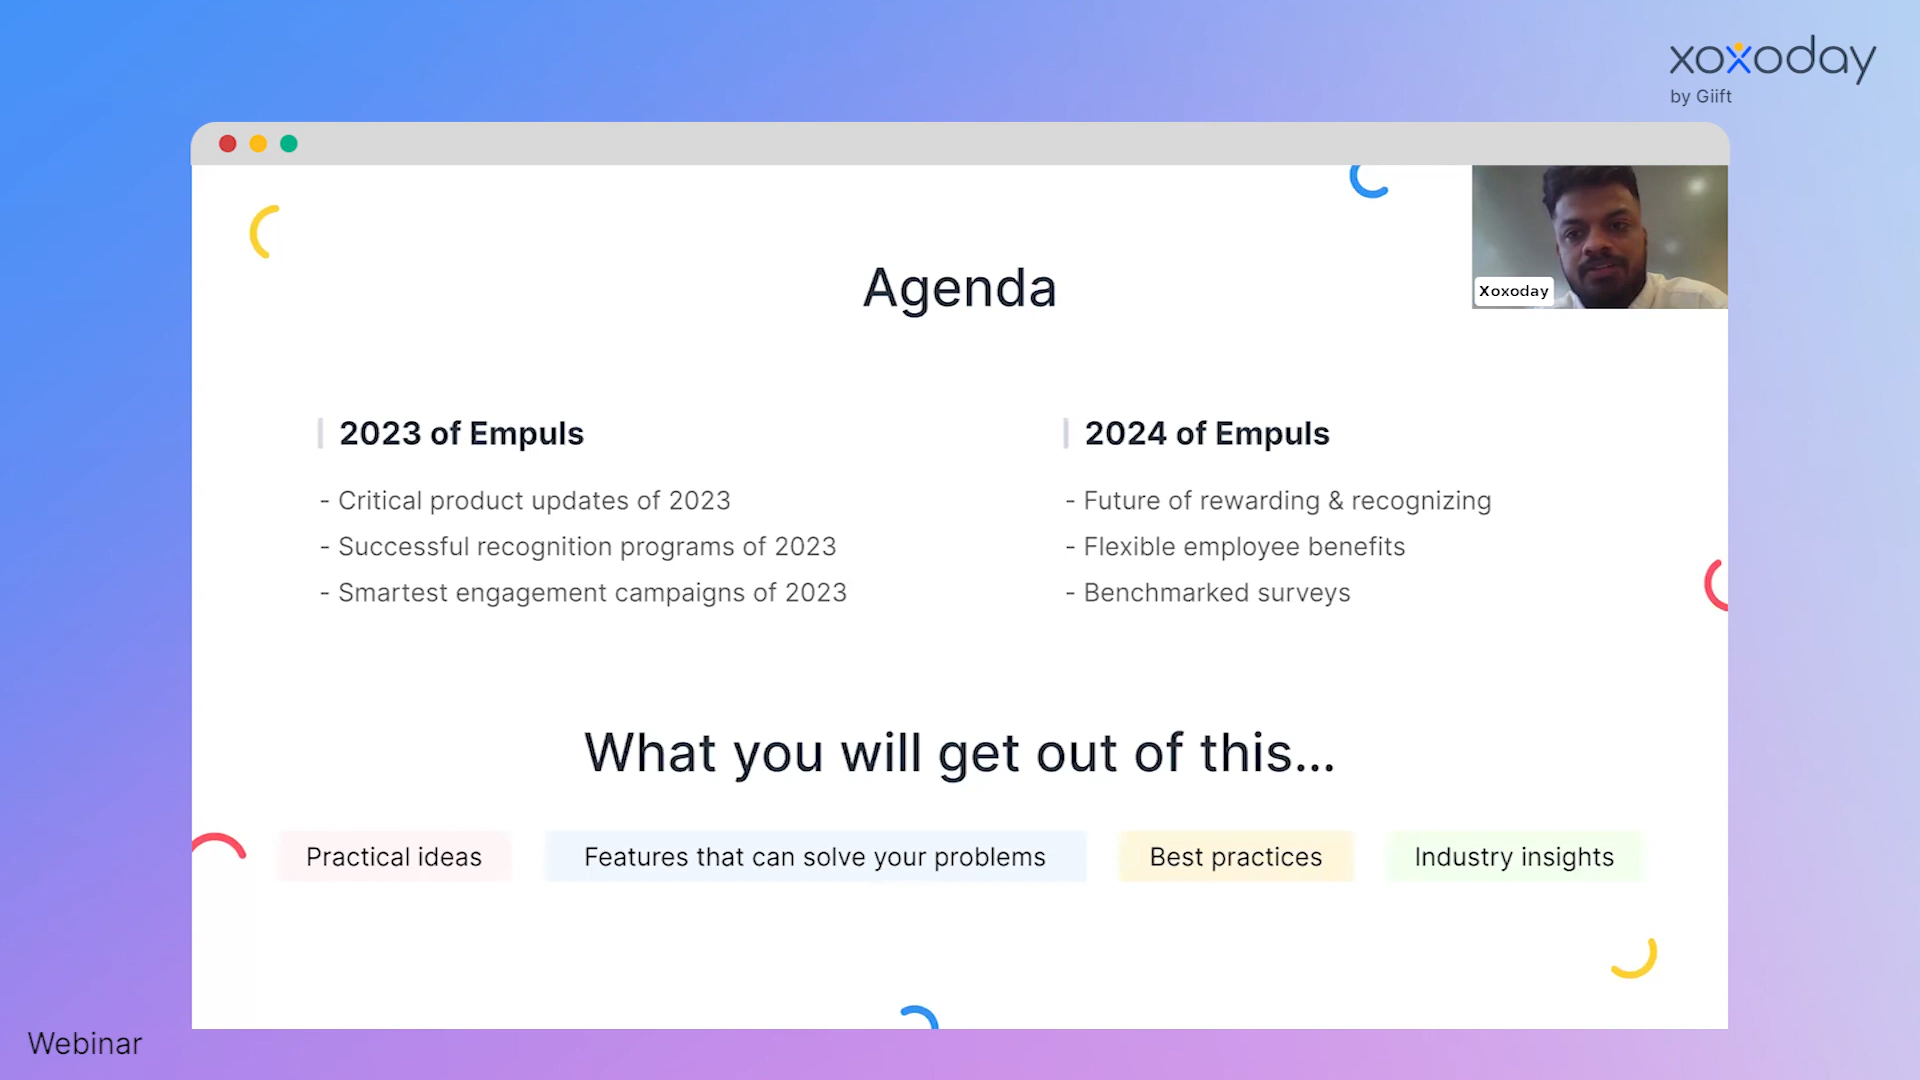 xoxoday
by Giift
Xoxoday
Agenda
2023 of Empuls
- Critical product updates of 2023
- Successful recognition programs of 2023
- Smartest engagement campaigns of 2023
2024 of Empuls
- Future of rewarding & recognizing
- Flexible employee benefits
- Benchmarked surveys
What you will get out of this...
Practical ideas
Features that can solve your problems
Best practices
Industry insights
Webinar